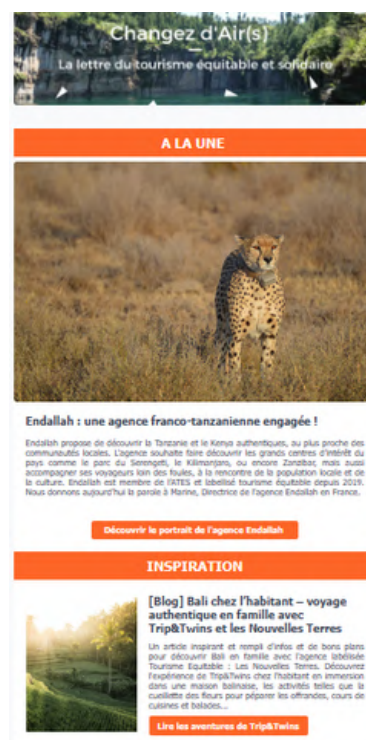 Changez d'Air(s)
La lettre du tourisme équitable et solidaire
A LA UNE
Endallah : une agence franco-tanzanienne engagée !
Endallah propose de découvrir la Tanzanie et le Kenya authentiques, au plus proche des
communautés locales. L'agence souhaite faire découvrir les grands centres d'intérêt du
pays comme le parc du Serengeti, le Kilimanjaro, ou encore Zanzibar, mais aussi
accompagner ses voyageurs loin des foules, à la rencontre de la population locale et de
la culture. Endallah est membre de l'ATES et labellisé tourisme équitable depuis 2019.
Nous donnons aujourd'hui la parole à Marine, Directrice de l'agence Endallah en France.
Découvrir le portrait de l'agence Endallah
INSPIRATION
[Blog] Bali chez l'habitant – voyage
authentique en famille avec
Trip&Twins et les Nouvelles Terres
Un article inspirant et rempli d'infos et de bons plans
pour découvrir Bali en famille avec l'agence labélisée
Tourisme Equitable : Les Nouvelles Terres. Découvrez
l'expérience de Trip&Twins chez l'habitant en immersion
dans une maison balinaise, les activités telles que la
cueillette des fleurs pour péparer les offrandes, cours de
cuisines et balades...
Lire les aventures de Trip&Twins